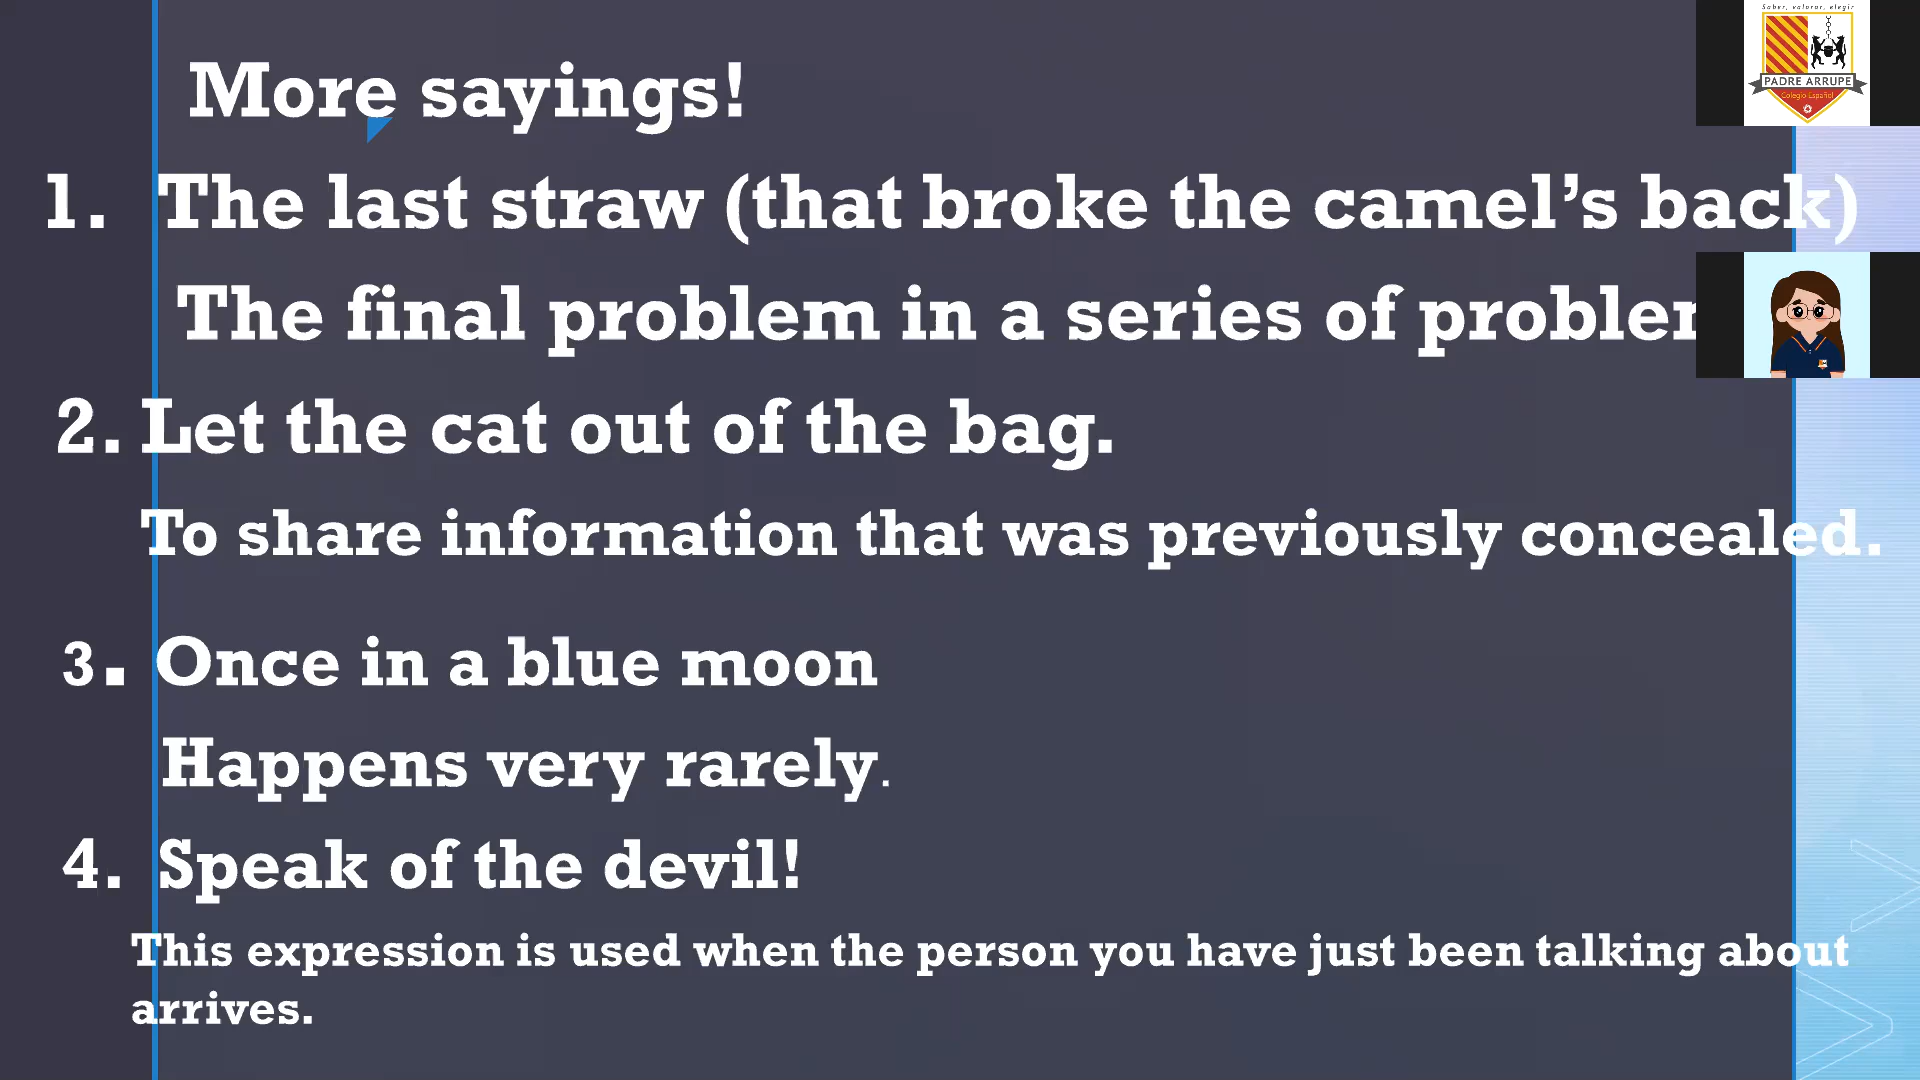 Saber, valorar, elegir
PADRE ARRUPE
Colegio Español
More sayings!
1. The last straw (that broke the camel’s back)
The final problem in a series of
2. Let the cat out of the bag.
To share information that was previously concealed.
3. Once in a blue moon
Happens very rarely.
4. Speak of the devil!
This expression is used when the person you have just been talking about
arrives.